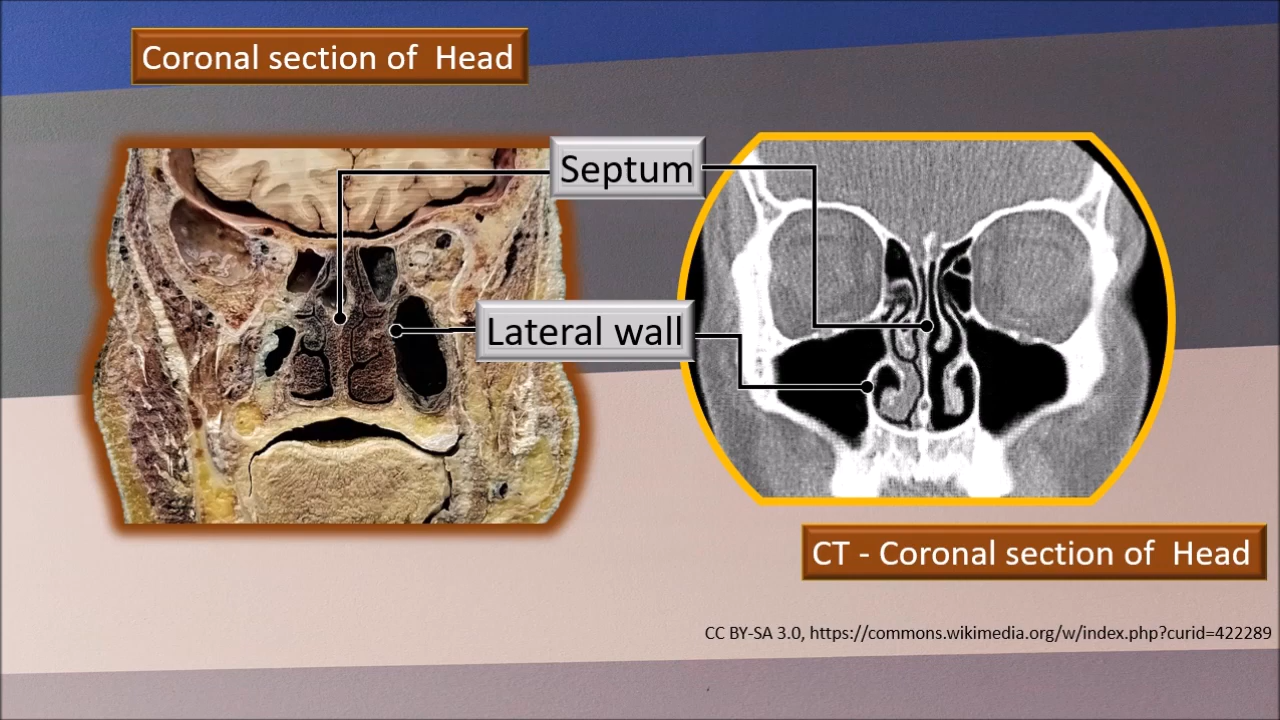 Coronal section of  Head
Septum
Lateral wall
CT - Coronal section of  Head
CC BY-SA 3.0, https://commons.wikimedia.org/w/index.php?curid=422289